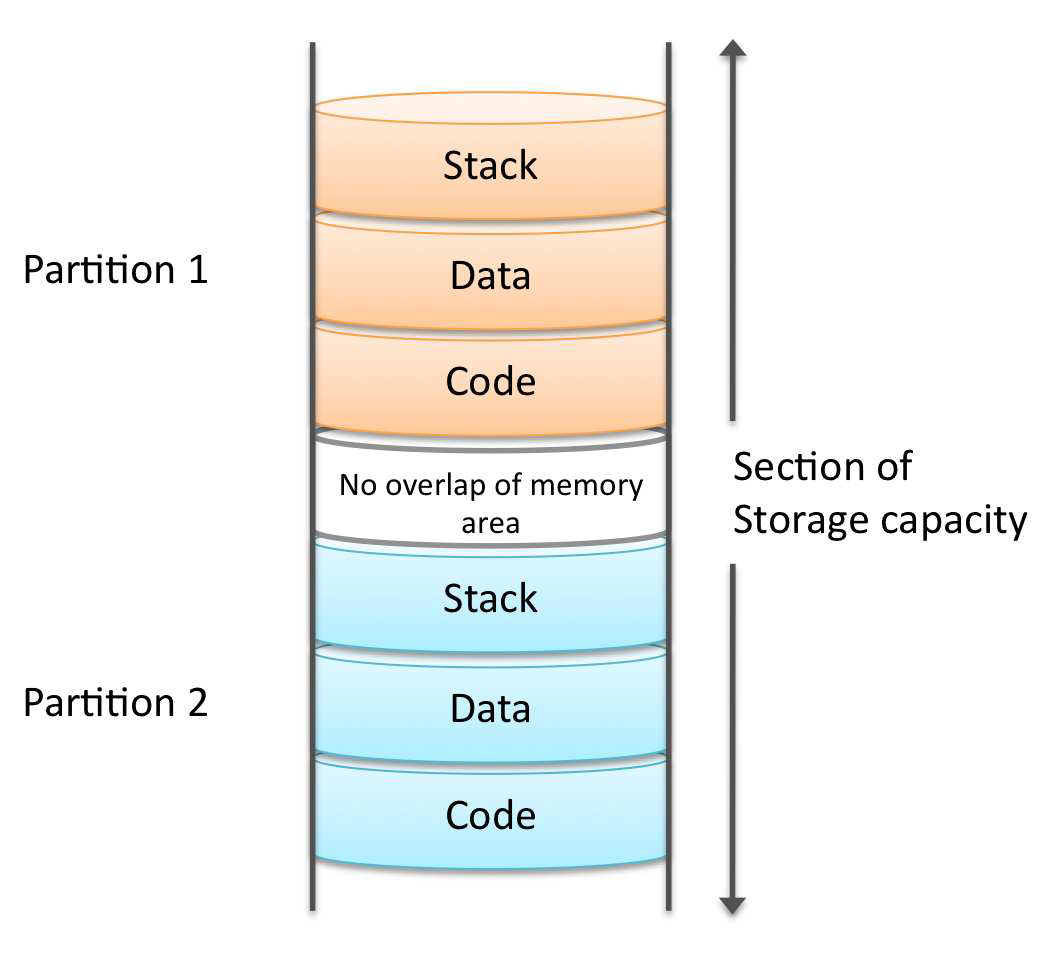 Stack
Partition 1
Data
Code
Section of
Storage capacity
No overlap of memory
area
Stack
Partition 2
Data
Code